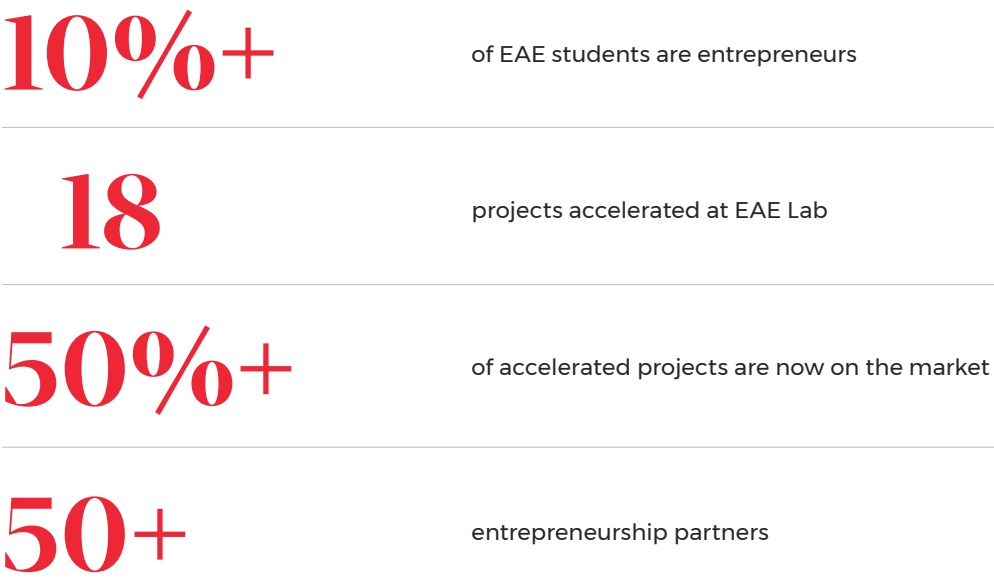 10%+ of EAE students are entrepreneurs
18 projects accelerated at EAE Lab
50%+ of accelerated projects are now on the market
50+ entrepreneurship partners